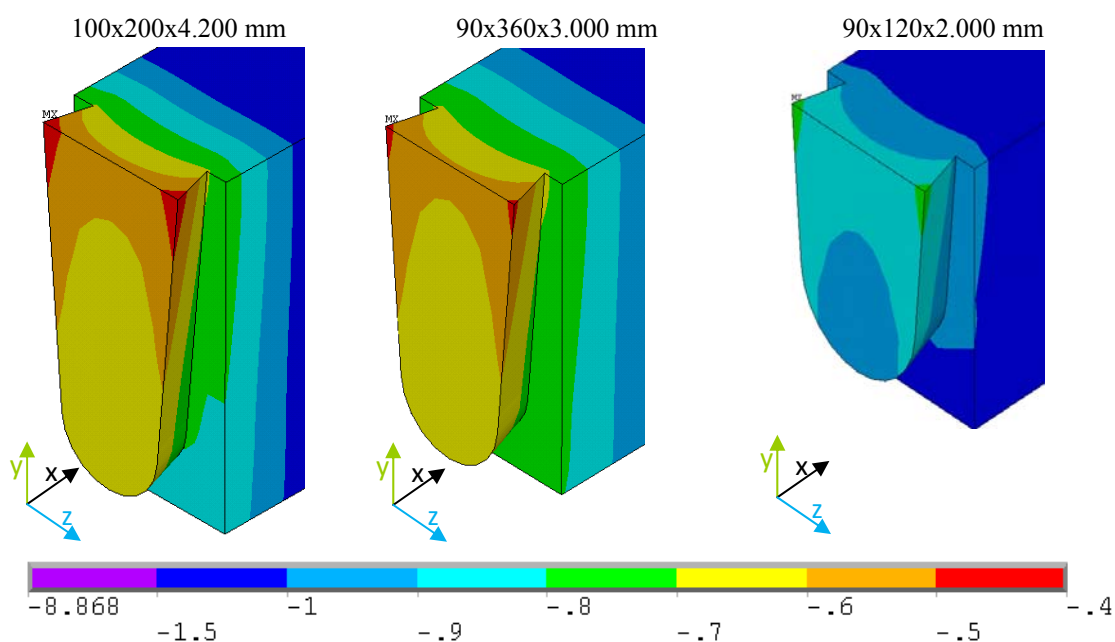 100x200x4.200 mm
90x360x3.000 mm
90x120x2.000 mm
MX
MX
MX
y x z
y x z
y x z
-8.868 -1 -.8 -.6 -.4
-1.5 -.9 -.7 -.5